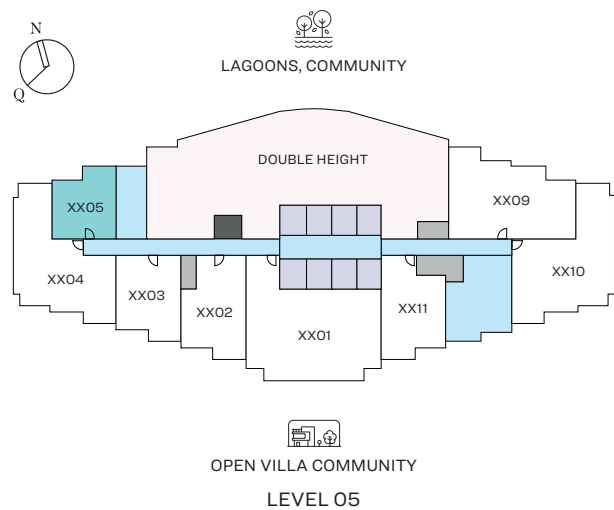 N
Q
LAGOONS, COMMUNITY
DOUBLE HEIGHT
XX05
XX09
XX04
XX03
XX02
XX01
XX11
XX10
OPEN VILLA COMMUNITY
LEVEL 05